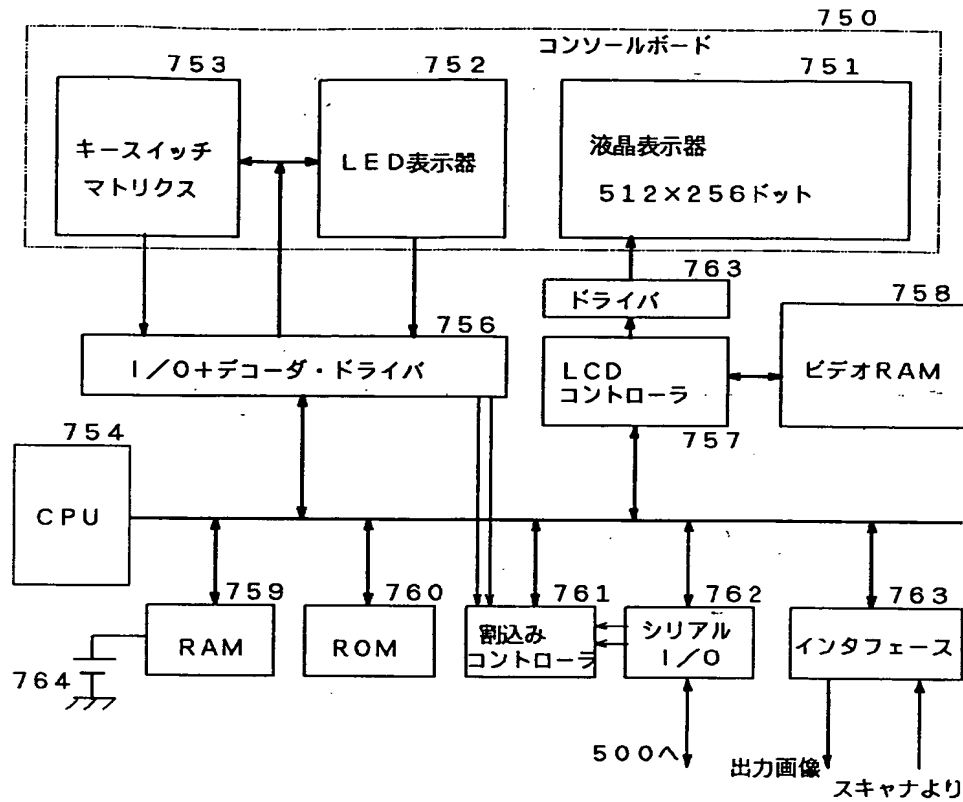 750
コンソールボード
753
752
751
キースイッチ
マトリクス
LED表示器
液晶表示器
512×256ドット
763
ドライバ
758
756
I/O+デコーダ・ドライバ
LCD
コントローラ
ビデオRAM
757
754
CPU
759
760
761
762
763
RAM
ROM
割込み
コントローラ
シリアル
I/O
インタフェース
764
500へ
出力画像
スキャナより